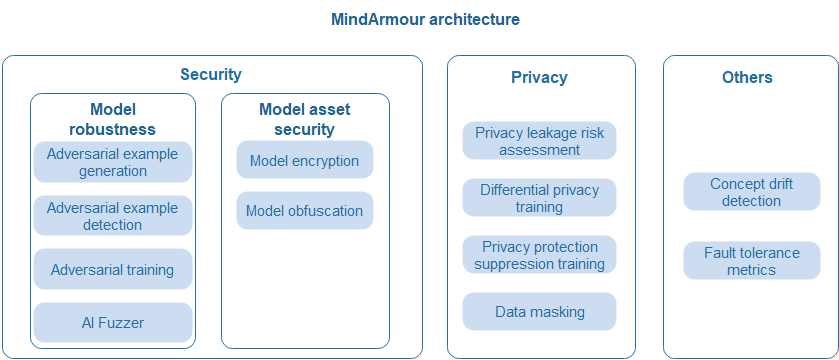 MindArmour architecture
Security
Model
robustness
Adversarial example
generation
Adversarial example
detection
Adversarial training
AI Fuzzer
Model asset
security
Model encryption
Model obfuscation
Privacy
Privacy leakage risk
assessment
Differential privacy
training
Privacy protection
suppression training
Data masking
Others
Concept drift
detection
Fault tolerance
metrics